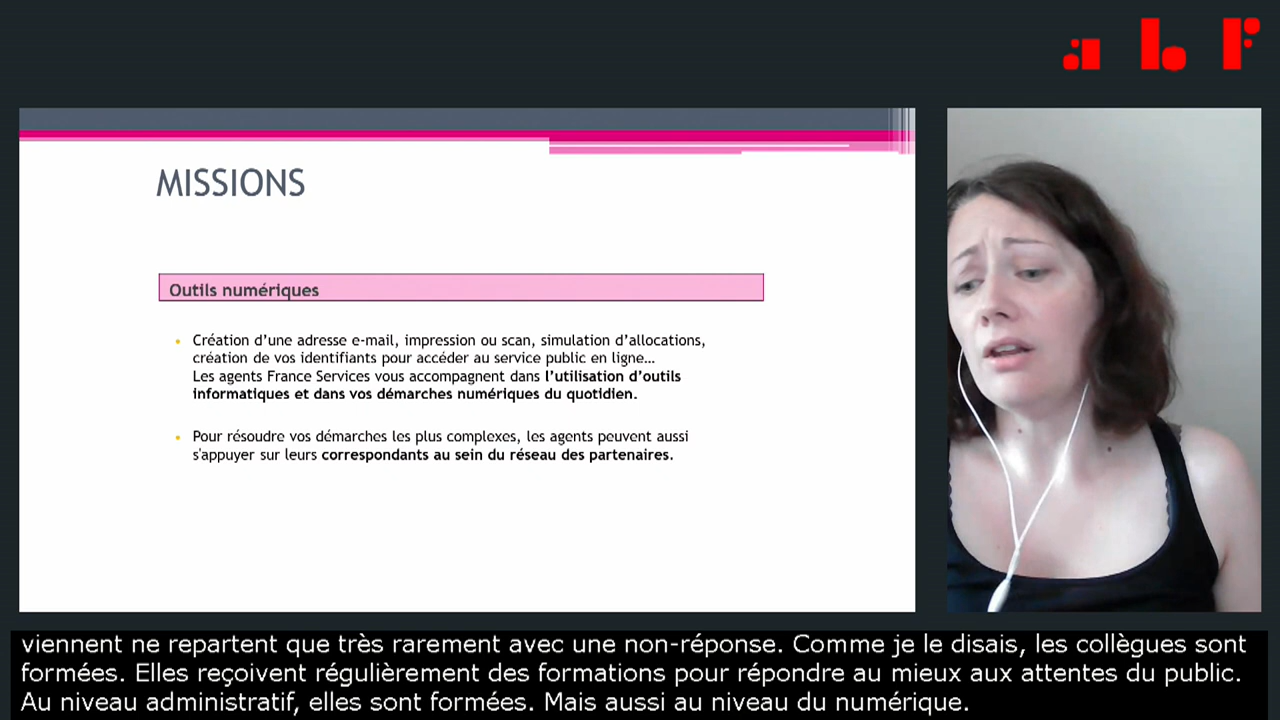 abf
MISSIONS
Outils numériques
• Création d’une adresse e-mail, impression ou scan, simulation d’allocations,
création de vos identifiants pour accéder au service public en ligne…
Les agents France Services vous accompagnent dans l’utilisation d’outils
informatiques et dans vos démarches numériques du quotidien.
• Pour résoudre vos démarches les plus complexes, les agents peuvent aussi
s'appuyer sur leurs correspondants au sein du réseau des partenaires.
viennent ne repartent que très rarement avec une non-réponse. Comme je le disais, les collègues sont
formées. Elles reçoivent régulièrement des formations pour répondre au mieux aux attentes du public.
Au niveau administratif, elles sont formées. Mais aussi au niveau du numérique.